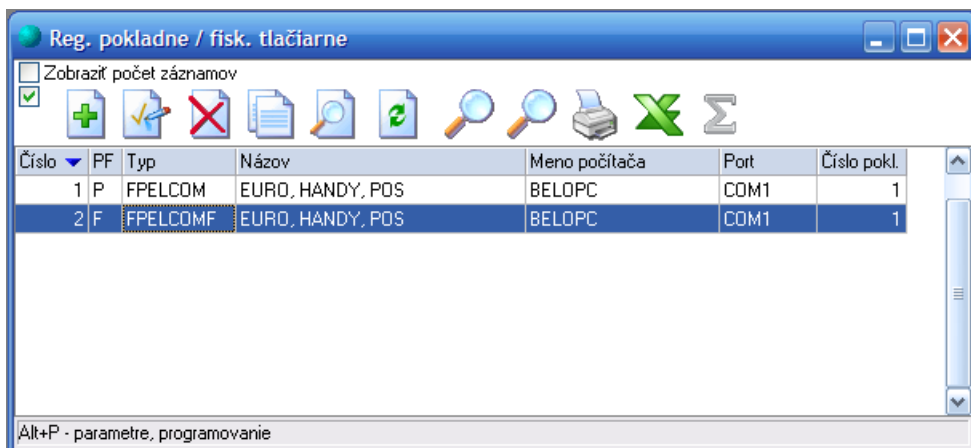 Reg. pokladne / fisk. tlačiarne
Zobraziť počet záznamov
Číslo PF Typ Názov Meno počítača Port Číslo pokl.
1 P FPELCOM EURO, HANDY, POS BELOPC COM1 1
2 F FPELCOMF EURO, HANDY, POS BELOPC COM1 1
Alt+P - parametre, programovanie